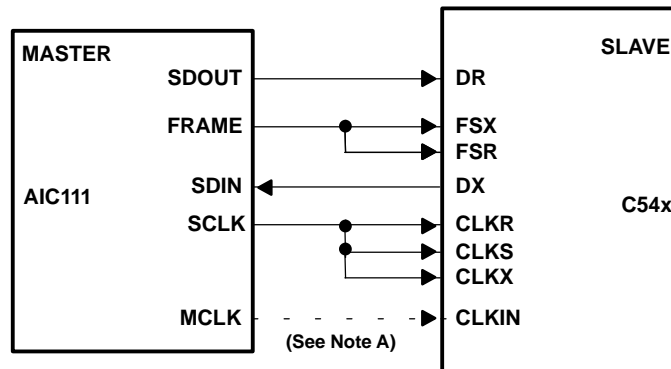 MASTER
SLAVE
SDOUT
DR
FRAME
FSX
FSR
SDIN
DX
AIC111
C54x
SCLK
CLKR
CLKS
CLKX
MCLK
CLKIN
(See Note A)